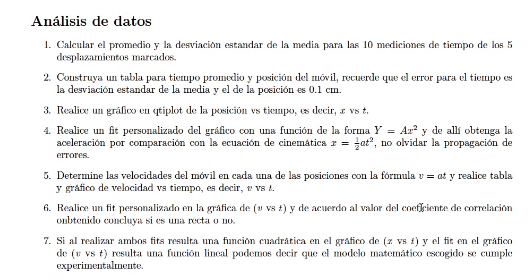 Análisis de datos
1. Calcular el promedio y la desviación estandar de la media para las 10 mediciones de tiempo de los 5
desplazamientos marcados.
2. Construya un tabla para tiempo promedio y posición del móvil, recuerde que el error para el tiempo es
la desviación estandar de la media y el de la posición es 0.1 cm.
3. Realice un gráfico en qtiplot de la posición vs tiempo, es decir, x vs t.
4. Realice un fit personalizado del gráfico con una función de la forma Y = Ax² y de allí obtenga la
aceleración por comparación con la ecuación de cinemática x = ½at², no olvidar la propagación de
errores.
5. Determine las velocidades del móvil en cada una de las posiciones con la fórmula v = at y realice tabla
y gráfico de velocidad vs tiempo, es decir, v vs t.
6. Realice un fit personalizado en la gráfica de (v vs t) y de acuerdo al valor del coeficiente de correlación
onbtenido concluya si es una recta o no.
7. Si al realizar ambos fits resulta una función cuadrática en el gráfico de (x vs t) y el fit en el gráfico
de (v vs t) resulta una función lineal podemos decir que el modelo matemático escogido se cumple
experimentalmente.